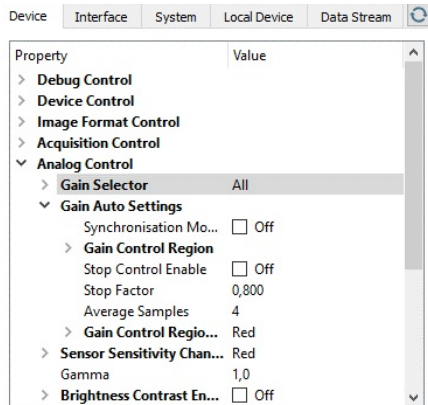 Device Interface System Local Device Data Stream
Property Value
Debug Control
Device Control
Image Format Control
Acquisition Control
Analog Control
Gain Selector All
Gain Auto Settings
Synchronisation Mo... Off
Gain Control Region
Stop Control Enable Off
Stop Factor 0,800
Average Samples 4
Gain Control Regio... Red
Sensor Sensitivity Chan... Red
Gamma 1,0
Brightness Contrast En... Off